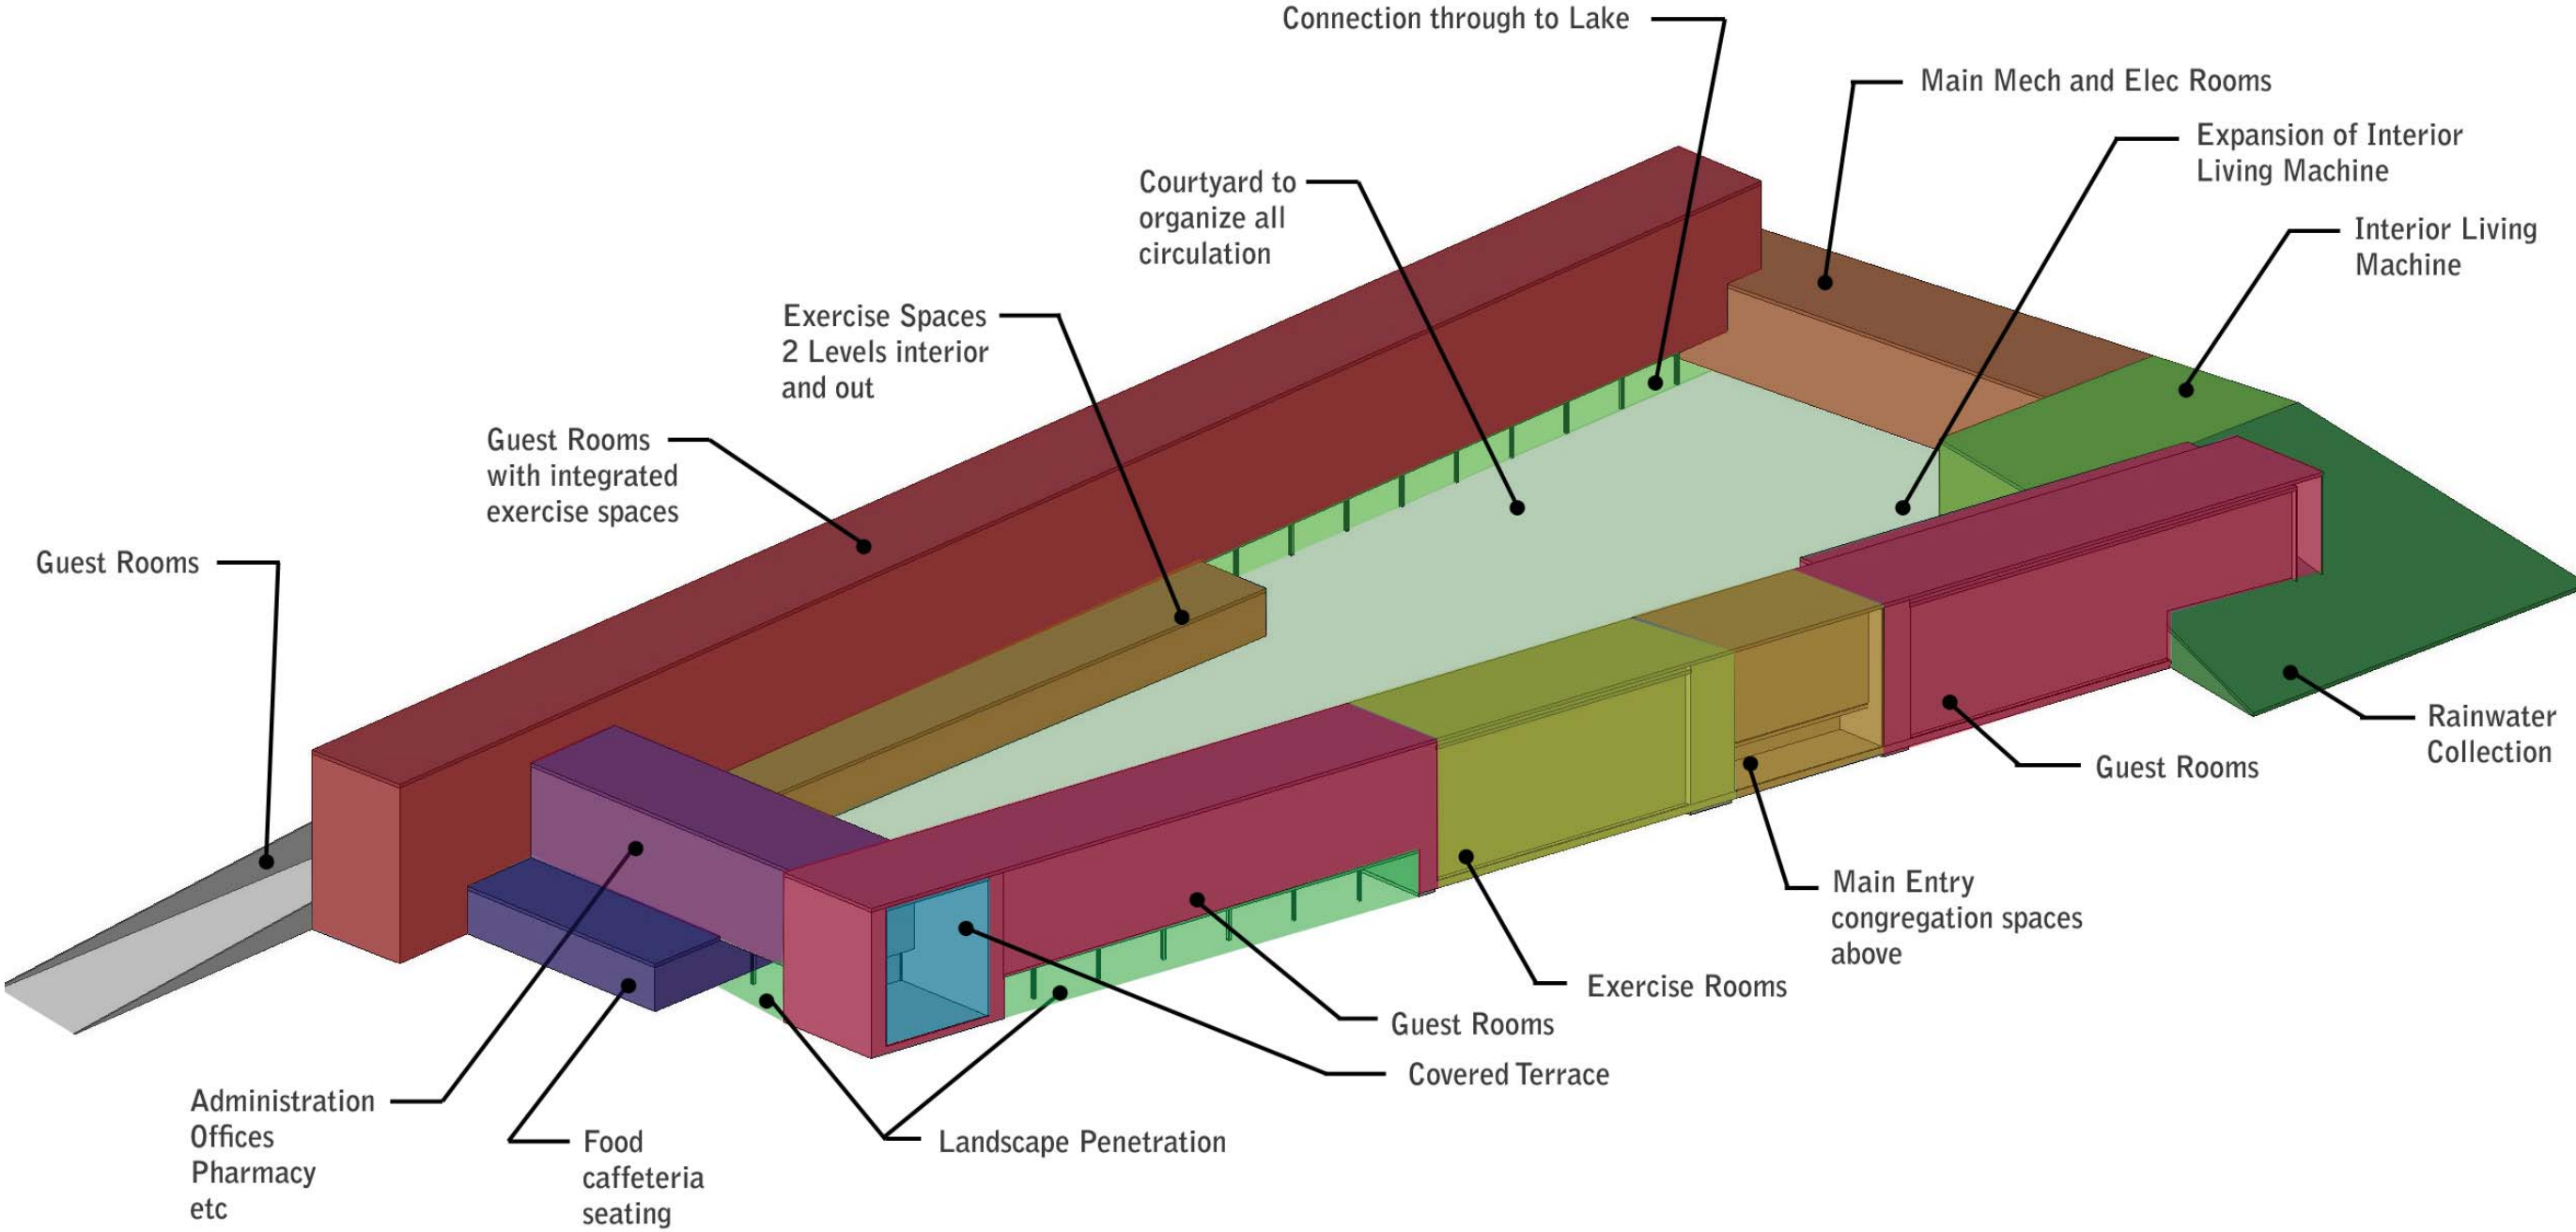 Connection through to Lake
Main Mech and Elec Rooms
Expansion of Interior
Living Machine
Courtyard to
organize all
circulation
Interior Living
Machine
Exercise Spaces
2 Levels interior
and out
Guest Rooms
with integrated
exercise spaces
Guest Rooms
Rainwater
Collection
Guest Rooms
Main Entry
congregation spaces
above
Exercise Rooms
Guest Rooms
Covered Terrace
Administration
Offices
Pharmacy
etc
Food
caffeteria
seating
Landscape Penetration